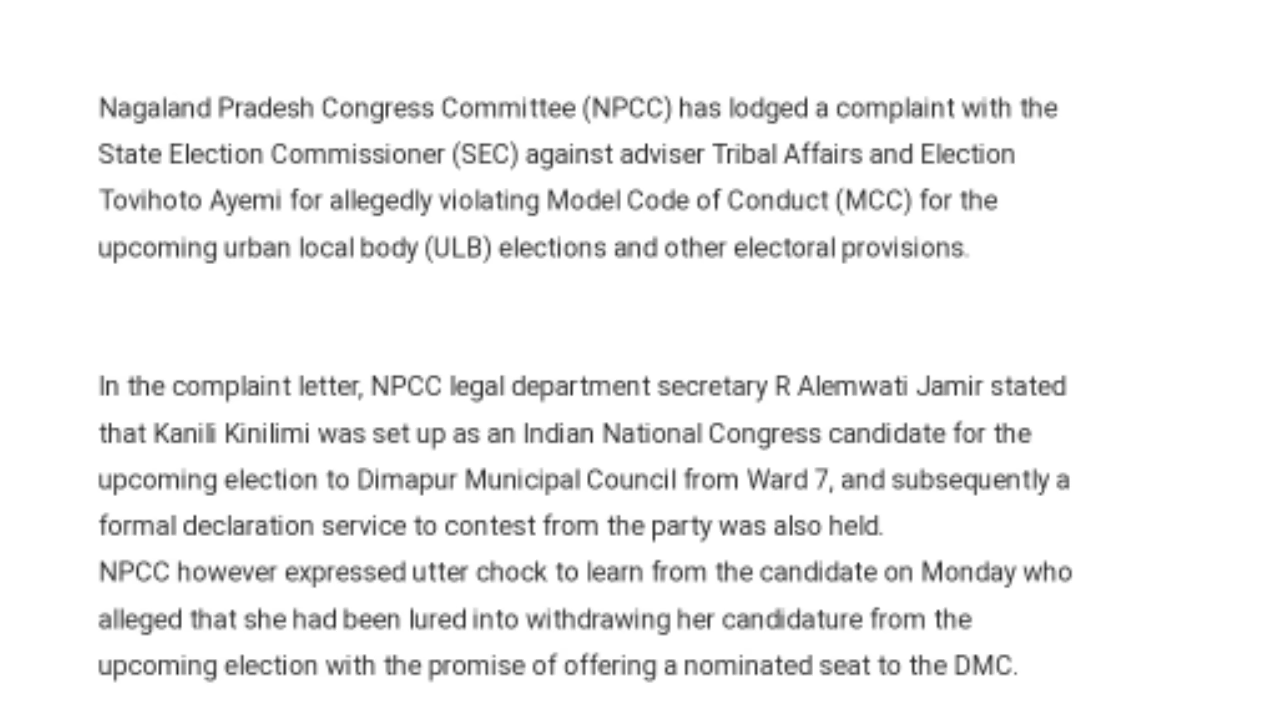 Nagaland Pradesh Congress Committee (NPCC) has lodged a complaint with the
State Election Commissioner (SEC) against adviser Tribal Affairs and Election
Tovihoto Ayemi for allegedly violating Model Code of Conduct (MCC) for the
upcoming urban local body (ULB) elections and other electoral provisions.
In the complaint letter, NPCC legal department secretary R Alemwati Jamir stated
that Kanili Kinilimi was set up as an Indian National Congress candidate for the
upcoming election to Dimapur Municipal Council from Ward 7, and subsequently a
formal declaration service to contest from the party was also held.
NPCC however expressed utter chock to learn from the candidate on Monday who
alleged that she had been lured into withdrawing her candidature from the
upcoming election with the promise of offering a nominated seat to the DMC.